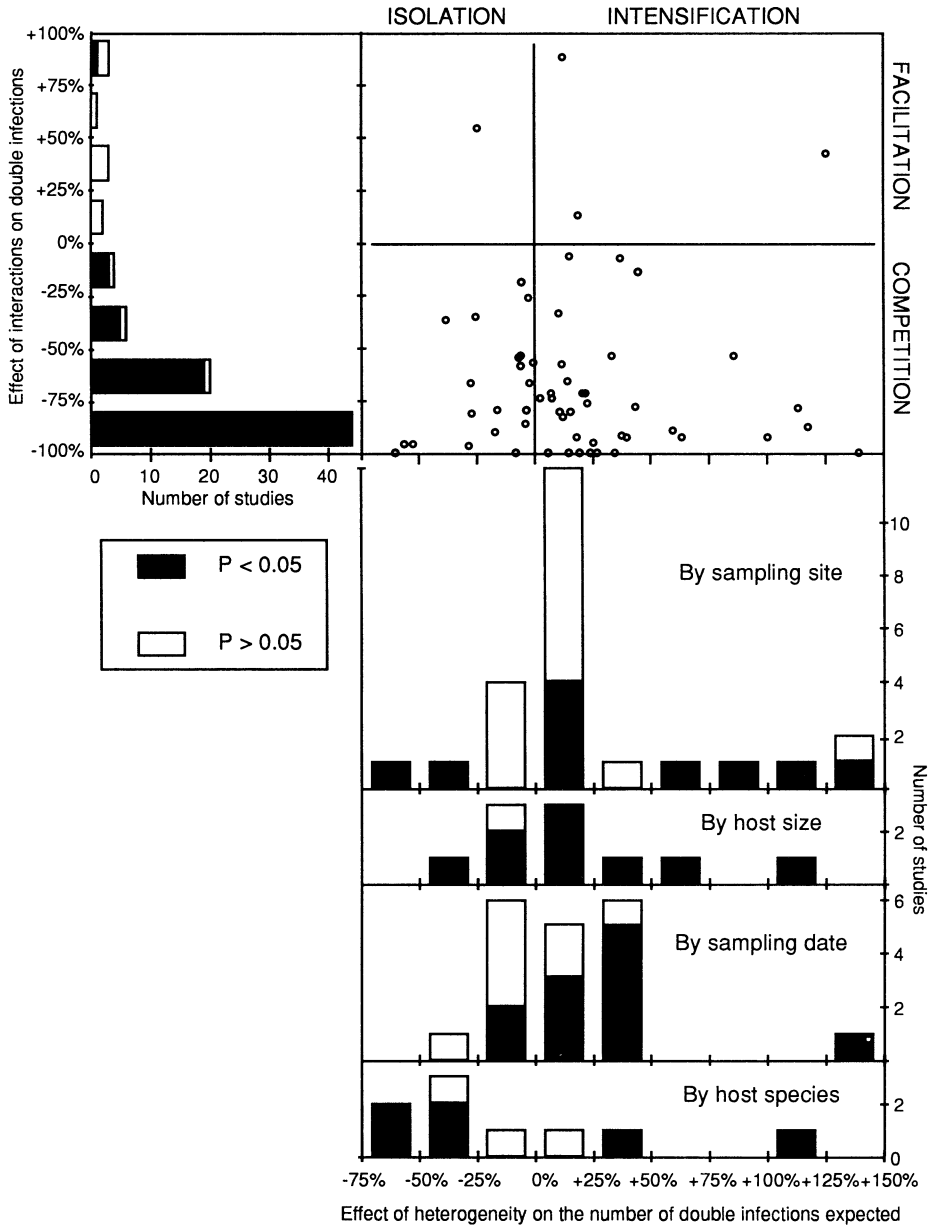 ISOLATION INTENSIFICATION
+100%
+75%
+50%
+25%
0%
-25%
-50%
-75%
-100%
Effect of interactions on double infections
0 10 20 30 40
Number of studies
FACILITATION
COMPETITION
P < 0.05
P > 0.05
By sampling site
10
8
6
4
2
By host size
2
Number of studies
By sampling date
6
4
2
By host species
2
0
-75% -50% -25% 0% +25% +50% +75% +100% +125% +150%
Effect of heterogeneity on the number of double infections expected